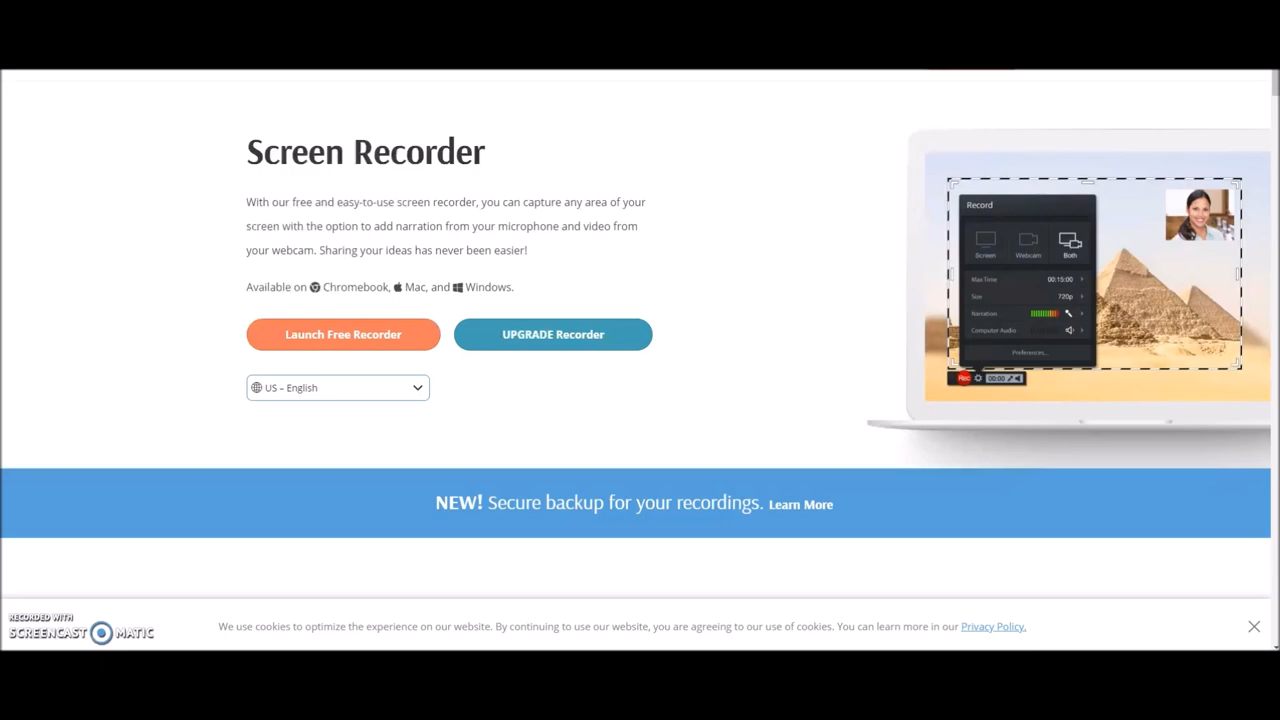 Screen Recorder
With our free and easy-to-use screen recorder, you can capture any area of your
screen with the option to add narration from your microphone and video from
your webcam. Sharing your ideas has never been easier!
Available on Chromebook, Mac, and Windows.
Launch Free Recorder
UPGRADE Recorder
US – English
Record
Screen Webcam Both
Max Time 00:15:00
Size 720p
Narration
Computer Audio
Preferences...
Rec 00:00
NEW! Secure backup for your recordings. Learn More
RECORDED WITH
SCREENCAST MATIC
We use cookies to optimize the experience on our website. By continuing to use our website, you are agreeing to our use of cookies. You can learn more in our Privacy Policy.